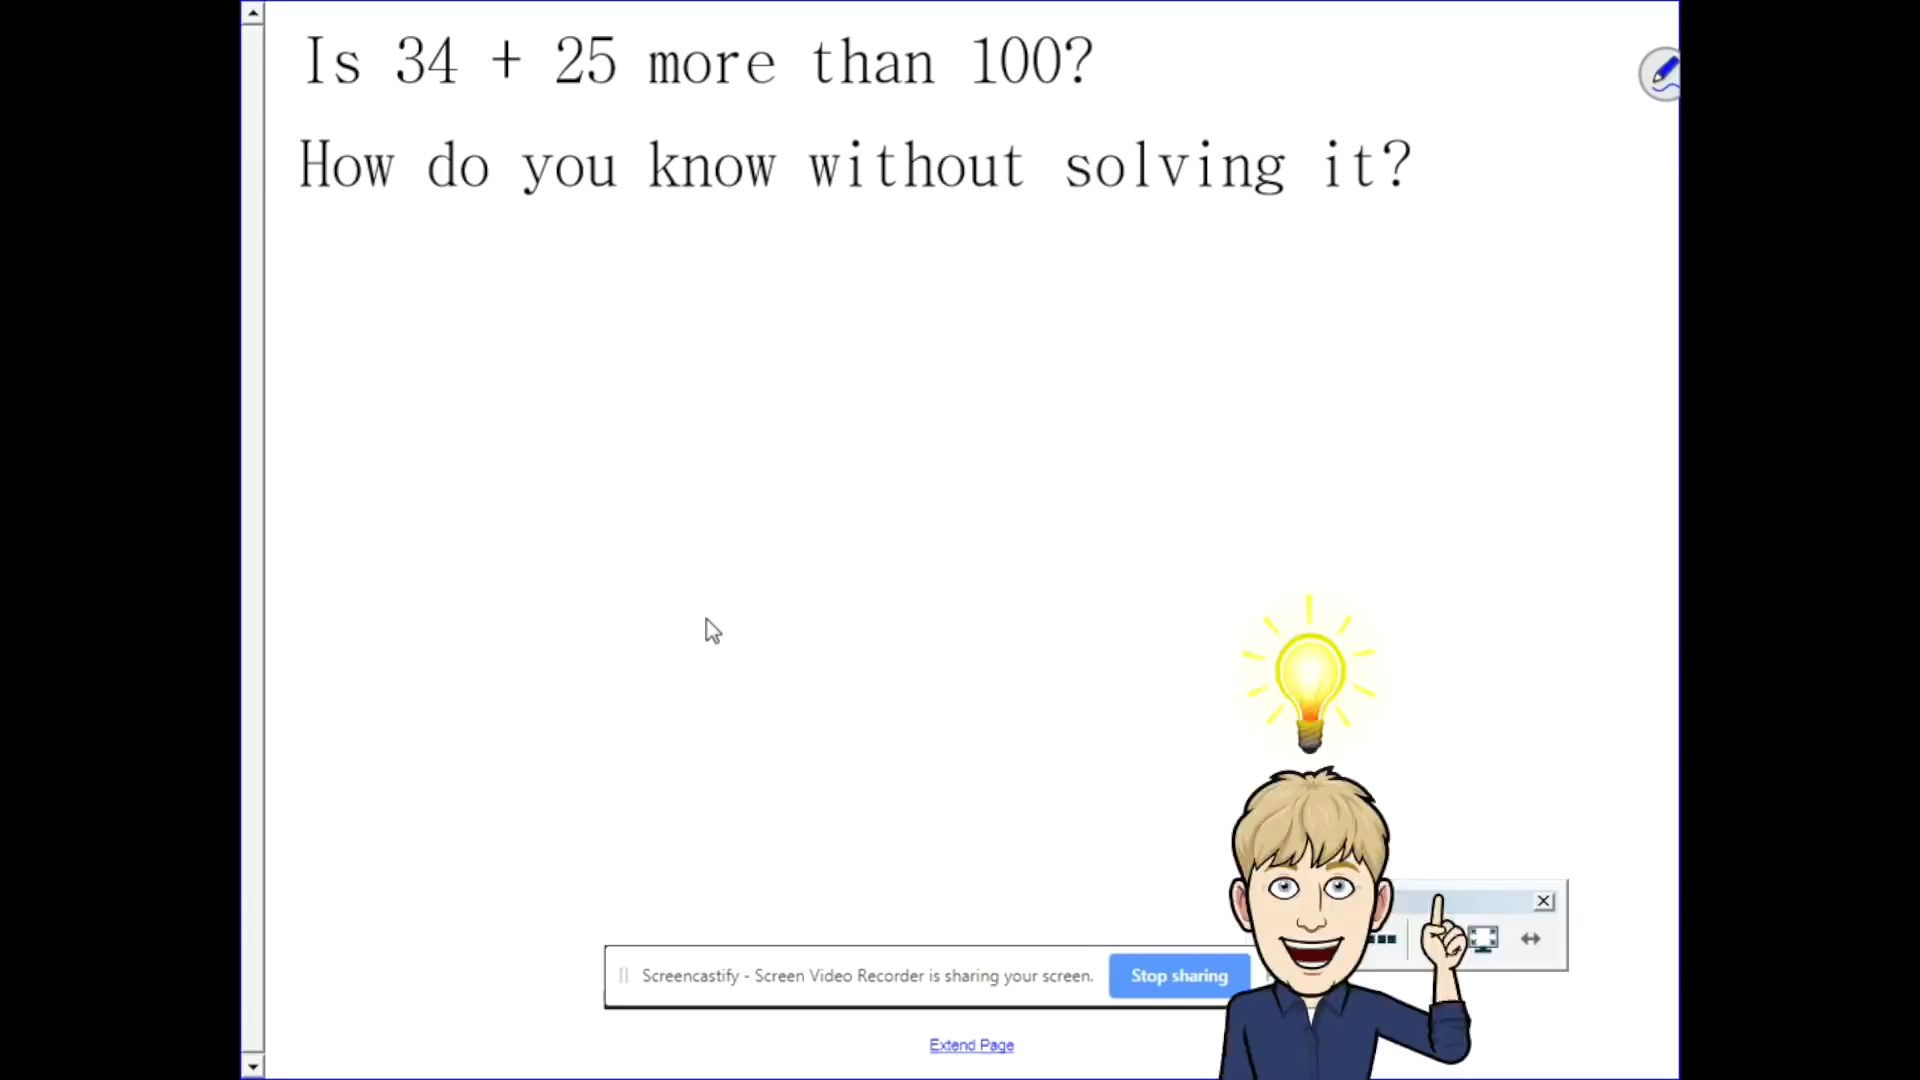 Is 34 + 25 more than 100?
How do you know without solving it?
Screencastify - Screen Video Recorder is sharing your screen.
Stop sharing
Extend Page